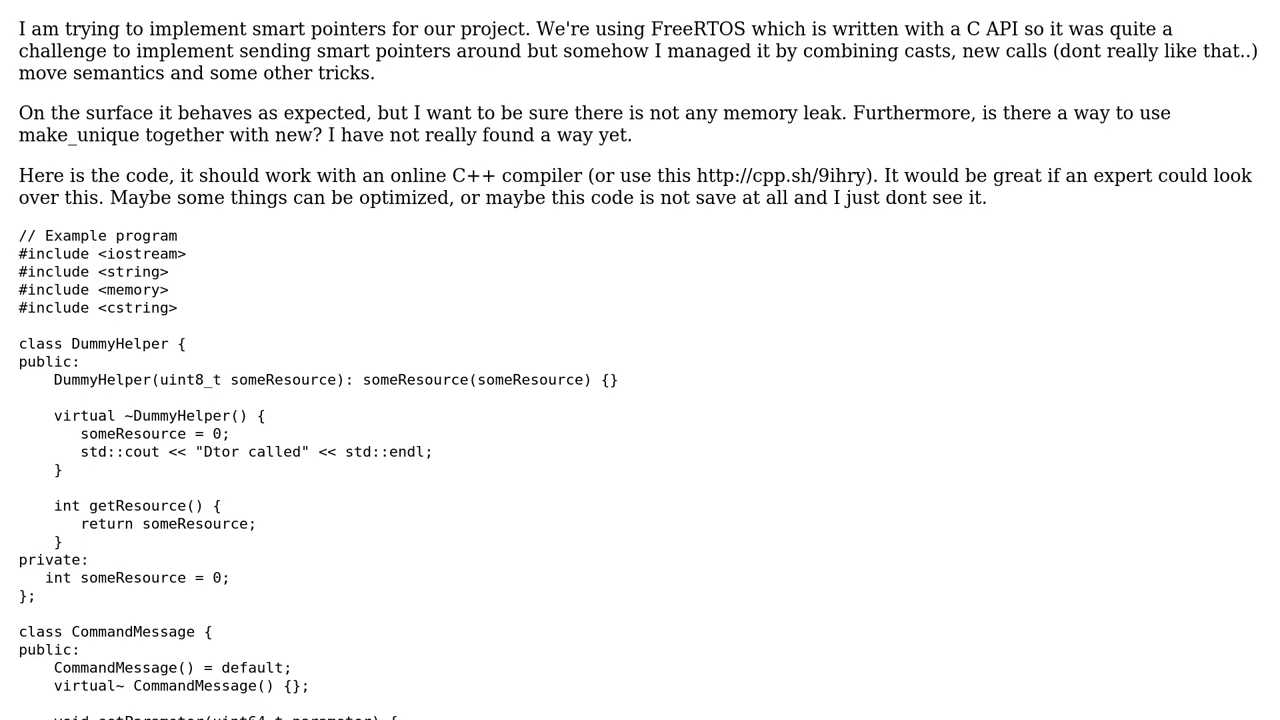 I am trying to implement smart pointers for our project. We're using FreeRTOS which is written with a C API so it was quite a
challenge to implement sending smart pointers around but somehow I managed it by combining casts, new calls (dont really like that..)
move semantics and some other tricks.
On the surface it behaves as expected, but I want to be sure there is not any memory leak. Furthermore, is there a way to use
make_unique together with new? I have not really found a way yet.
Here is the code, it should work with an online C++ compiler (or use this http://cpp.sh/9ihry). It would be great if an expert could look
over this. Maybe some things can be optimized, or maybe this code is not save at all and I just dont see it.
// Example program
#include <iostream>
#include <string>
#include <memory>
#include <cstring>
class DummyHelper {
public:
    DummyHelper(uint8_t someResource): someResource(someResource) {}
    virtual ~DummyHelper() {
       someResource = 0;
       std::cout << "Dtor called" << std::endl;
    }
    int getResource() {
       return someResource;
    }
private:
   int someResource = 0;
};
class CommandMessage {
public:
    CommandMessage() = default;
    virtual~ CommandMessage() {};
    void setParameter(uint64_t parameter) {